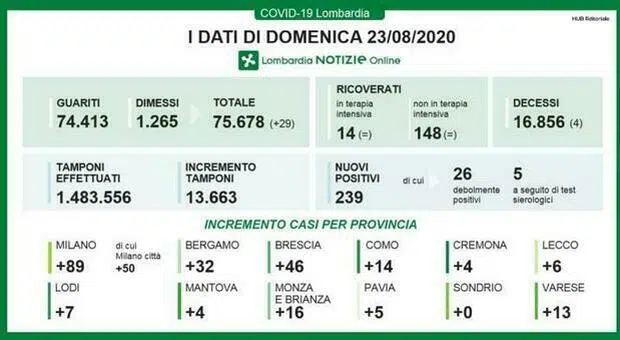 COVID-19 Lombardia
HUB Editoriale
I DATI DI DOMENICA 23/08/2020
Lombardia NOTIZIE Online
GUARITI
74.413
DIMESSI
1.265
TOTALE
75.678 (+29)
RICOVERATI
in terapia
intensiva
14 (=)
non in terapia
intensiva
148 (=)
DECESSI
16.856 (4)
TAMPONI
EFFETTUATI
1.483.556
INCREMENTO
TAMPONI
13.663
NUOVI
POSITIVI
239
di cui
26
debolmente
positivi
5
a seguito di test
sierologici
INCREMENTO CASI PER PROVINCIA
MILANO
+89
di cui
Milano città
+50
BERGAMO
+32
BRESCIA
+46
COMO
+14
CREMONA
+4
LECCO
+6
LODI
+7
MANTOVA
+4
MONZA
E BRIANZA
+16
PAVIA
+5
SONDRIO
+0
VARESE
+13